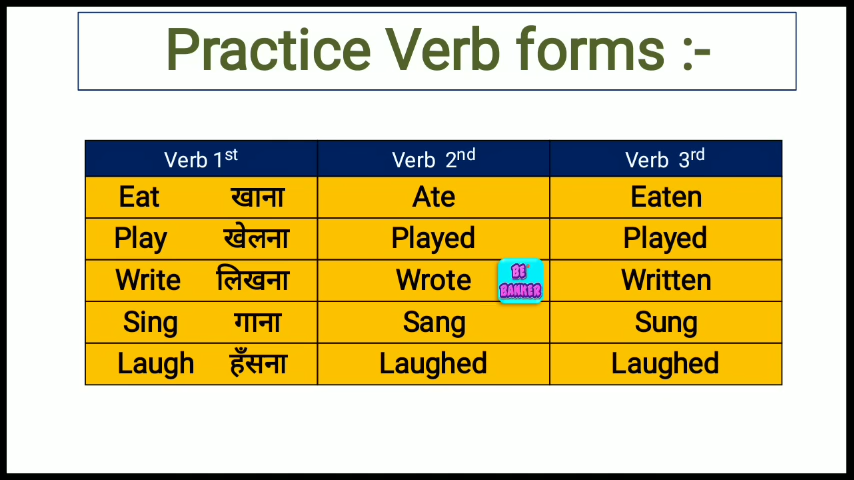 Practice Verb forms :-
Verb 1st Verb 2nd Verb 3rd
Eat खाना Ate Eaten
Play खेलना Played Played
Write लिखना Wrote Written
BE BANKER
Sing गाना Sang Sung
Laugh हँसना Laughed Laughed